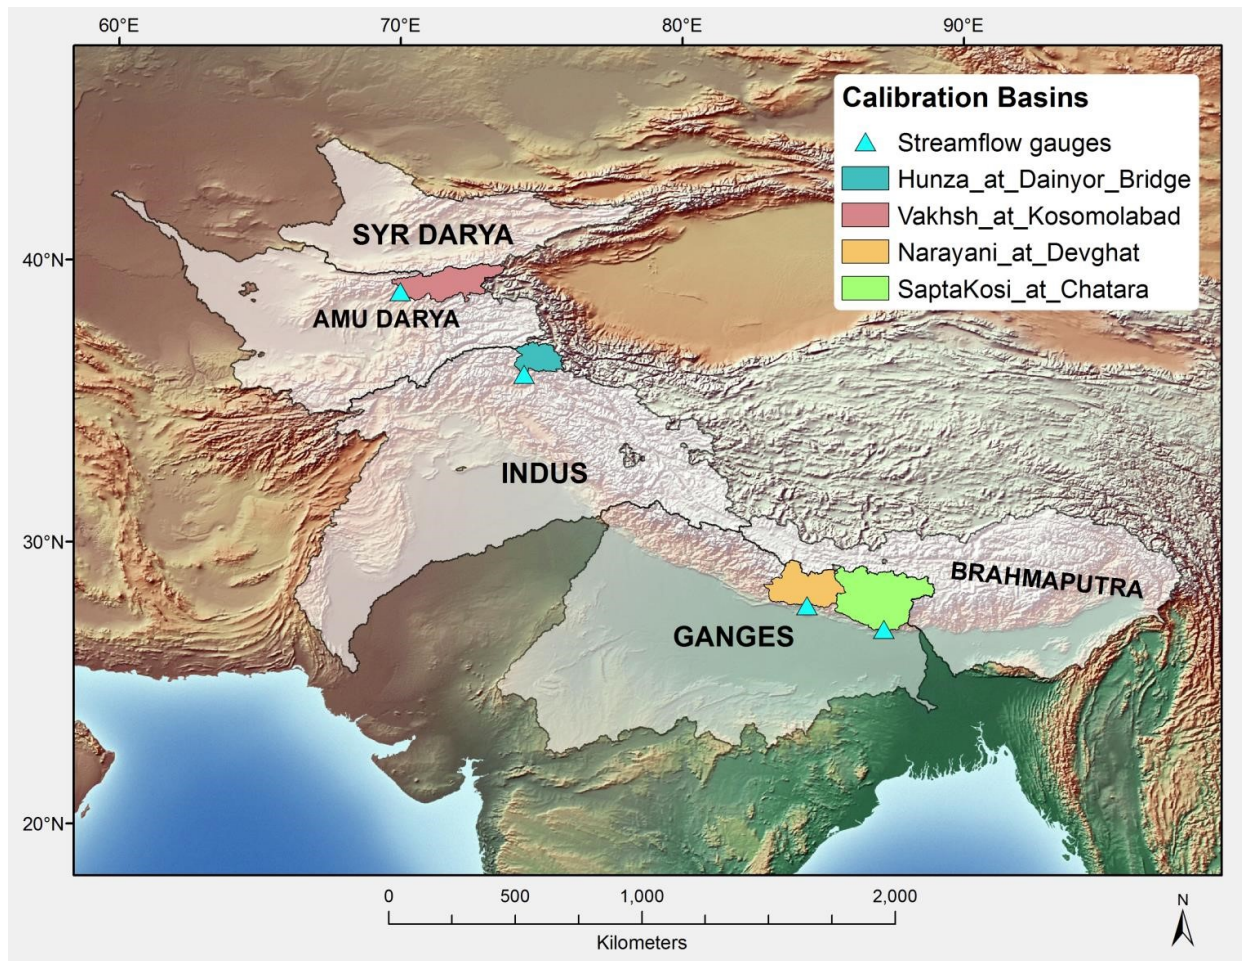 60°E 70°E 80°E 90°E
Calibration Basins
Streamflow gauges
Hunza_at_Dainyor_Bridge
Vakhsh_at_Kosomolabad
Narayani_at_Devghat
SaptaKosi_at_Chatara
SYR DARYA
40°N
AMU DARYA
INDUS
30°N
BRAHMAPUTRA
GANGES
20°N
0 500 1,000 2,000
Kilometers
N